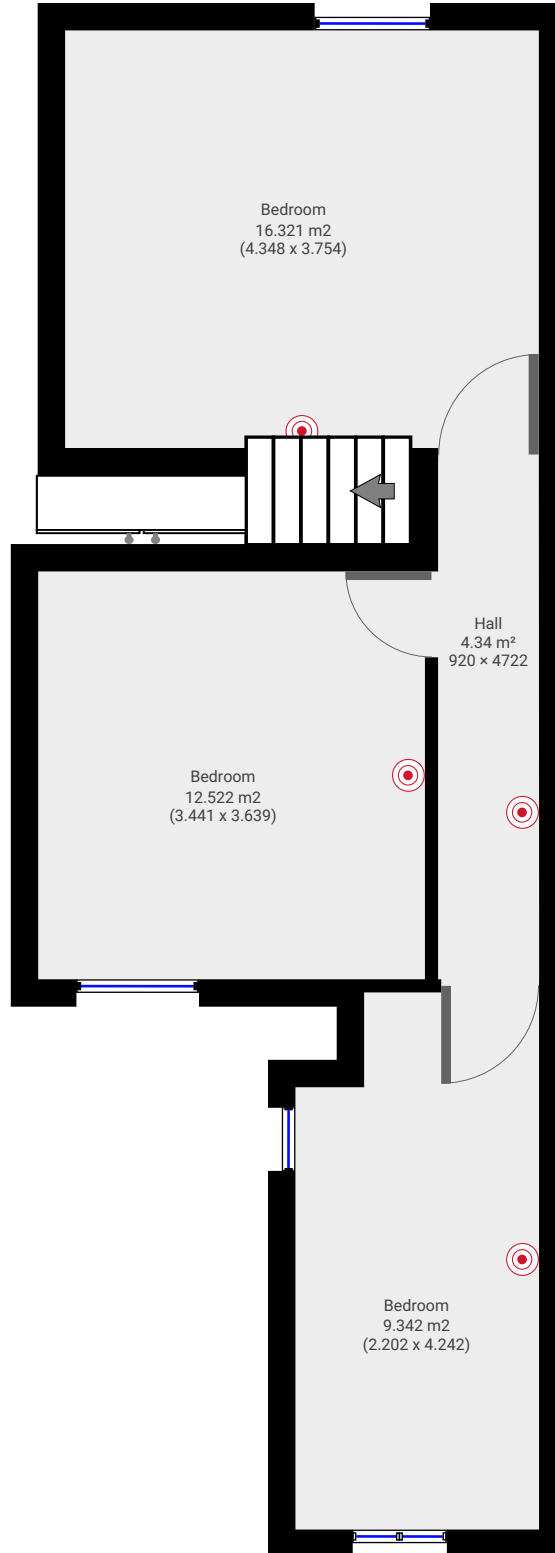 Bedroom
16.321 m2
(4.348 x 3.754)
Hall
4.34 m²
920 × 4722
Bedroom
12.522 m2
(3.441 x 3.639)
Bedroom
9.342 m2
(2.202 x 4.242)